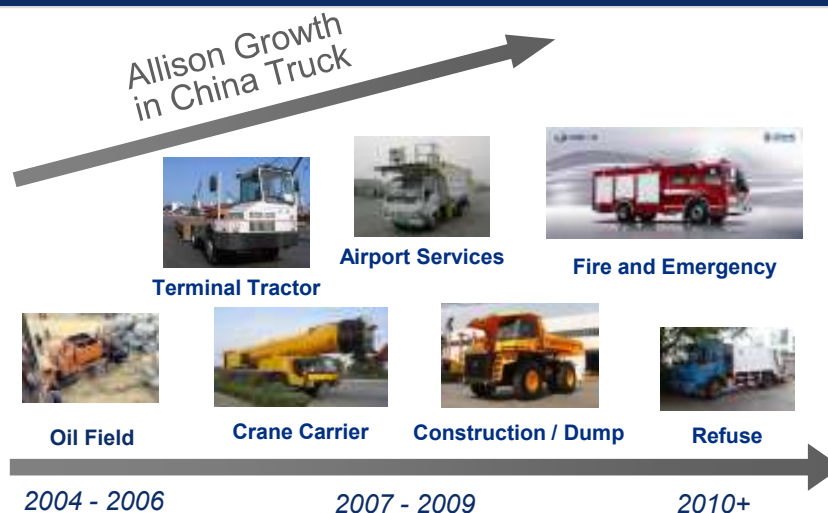 Allison Growth
in China Truck
Terminal Tractor
Airport Services
Fire and Emergency
Oil Field
Crane Carrier
Construction / Dump
Refuse
2004 - 2006
2007 - 2009
2010+